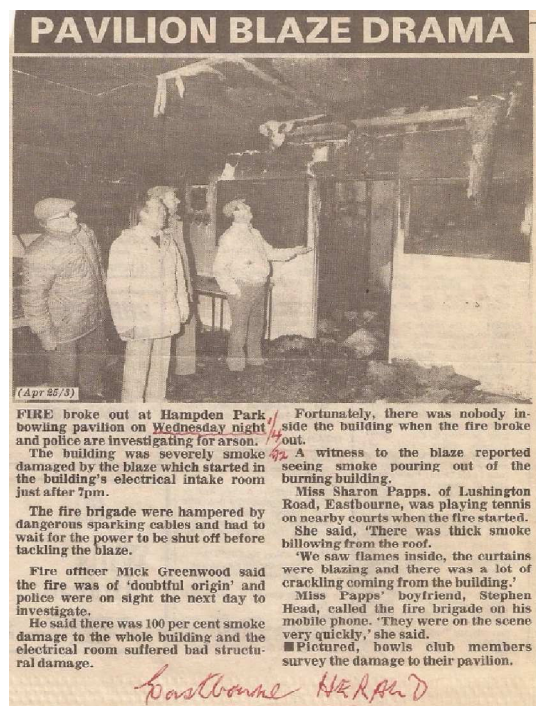 PAVILION BLAZE DRAMA
(Apr 25/3)
FIRE broke out at Hampden Park
bowling pavilion on Wednesday night
and police are investigating for arson.
The building was severely smoke
damaged by the blaze which started in
the building's electrical intake room
just after 7pm.
The fire brigade were hampered by
dangerous sparking cables and had to
wait for the power to be shut off before
tackling the blaze.
Fire officer Mick Greenwood said
the fire was of 'doubtful origin' and
police were on sight the next day to
investigate.
He said there was 100 per cent smoke
damage to the whole building and the
electrical room suffered bad structu-
ral damage.
Fortunately, there was nobody in-
side the building when the fire broke
out.
A witness to the blaze reported
seeing smoke pouring out of the
burning building.
Miss Sharon Papps, of Lushington
Road, Eastbourne, was playing tennis
on nearby courts when the fire started.
She said, 'There was thick smoke
billowing from the roof.
'We saw flames inside, the curtains
were blazing and there was a lot of
crackling coming from the building.'
Miss Papps' boyfriend, Stephen
Head, called the fire brigade on his
mobile phone. 'They were on the scene
very quickly,' she said.
■Pictured, bowls club members
survey the damage to their pavilion.
Eastbourne HERALD